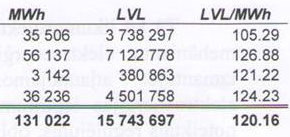 MWh LVL LVL/MWh
35 506 3 738 297 105.29
56 137 7 122 778 126.88
3 142 380 863 121.22
36 236 4 501 758 124.23
131 022 15 743 697 120.16